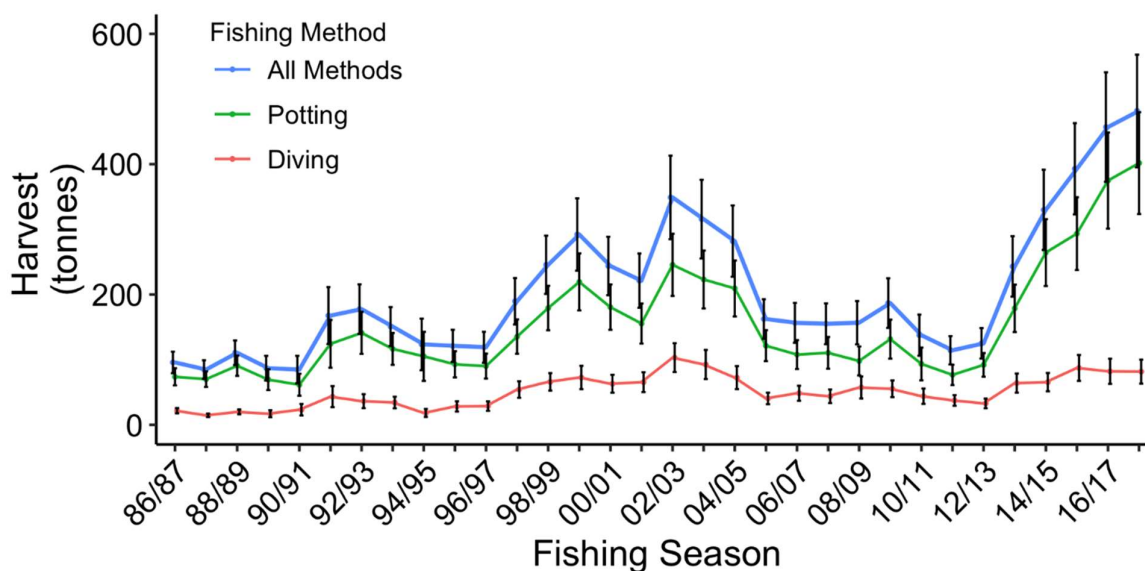 Fishing Method
All Methods
Potting
Diving
Harvest
(tonnes)
600
400
200
0
86/87
88/89
90/91
92/93
94/95
96/97
98/99
00/01
02/03
04/05
06/07
08/09
10/11
12/13
14/15
16/17
Fishing Season